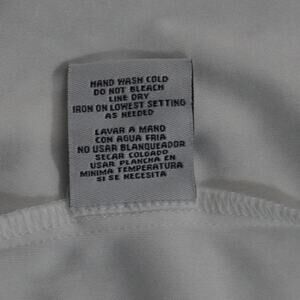 HAND WASH COLD
DO NOT BLEACH
LINE DRY
IRON ON LOWEST SETTING
AS NEEDED
LAVAR A MANO
CON AGUA FRIA
NO USAR BLANQUEADOR
SECAR COLGADO
USAR PLANCHA EN
MINIMA TEMPERATURA
SI SE NECESITA